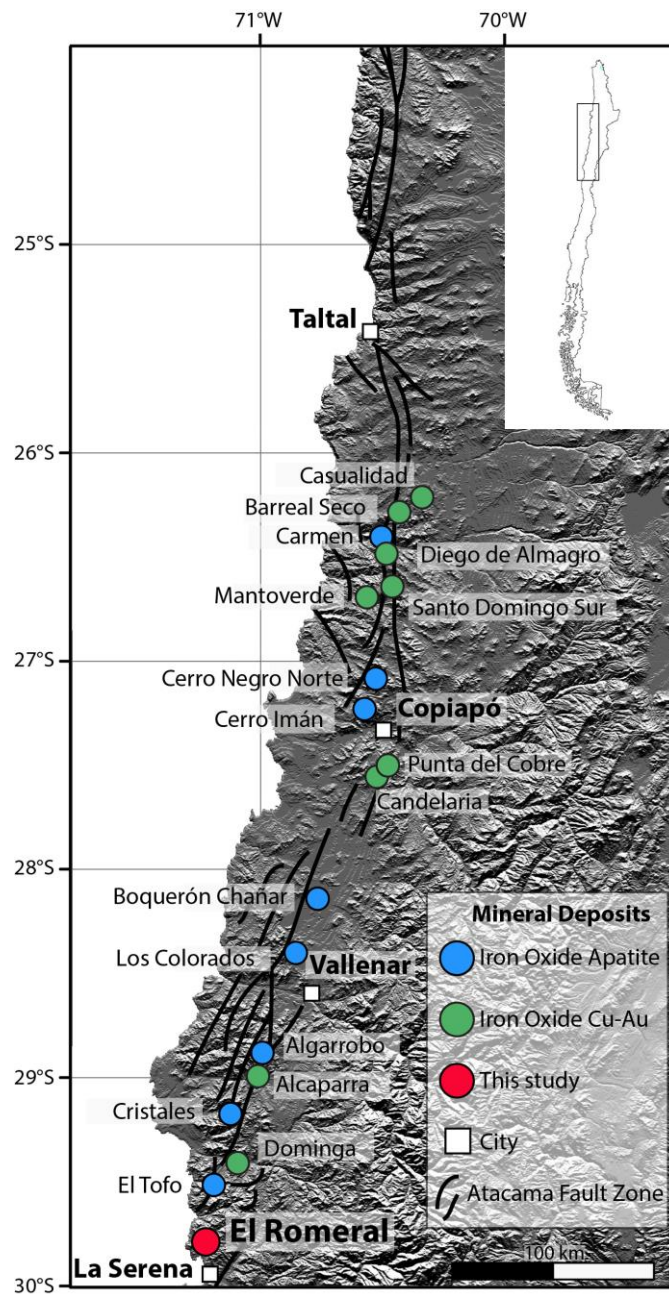 71°W
70°W
25°S
Taltal
26°S
Casualidad
Barreal Seco
Carmen
Diego de Almagro
Mantoverde
Santo Domingo Sur
27°S
Cerro Negro Norte
Cerro Imán
Copiapó
Punta del Cobre
Candelaria
28°S
Boquerón Chañar
Los Colorados
Vallenar
Algarrobo
29°S
Alcaparra
Cristales
Dominga
El Tofo
El Romeral
La Serena
30°S
Mineral Deposits
Iron Oxide Apatite
Iron Oxide Cu-Au
This study
City
Atacama Fault Zone
100 km